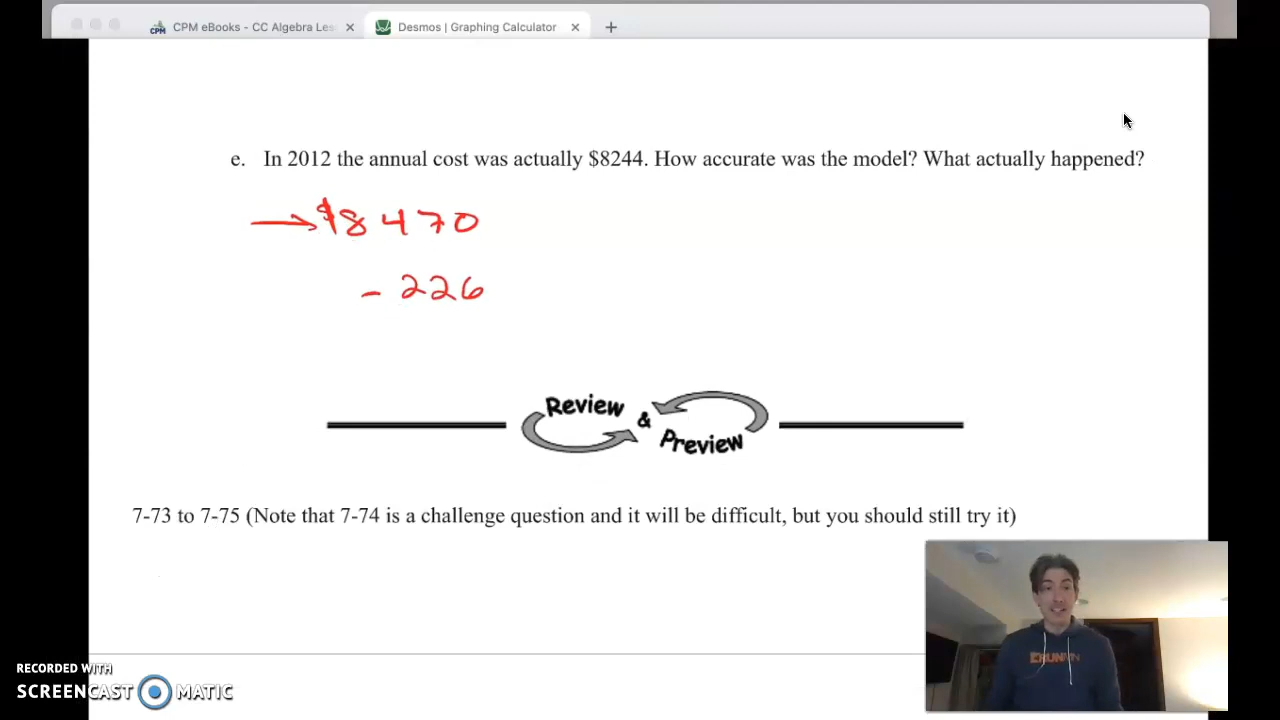 CPM eBooks - CC Algebra Les
Desmos | Graphing Calculator
e. In 2012 the annual cost was actually $8244. How accurate was the model? What actually happened?
→ $8470
- 226
Review
&
Preview
7-73 to 7-75 (Note that 7-74 is a challenge question and it will be difficult, but you should still try it)
RECORDED WITH
SCREENCAST MATIC